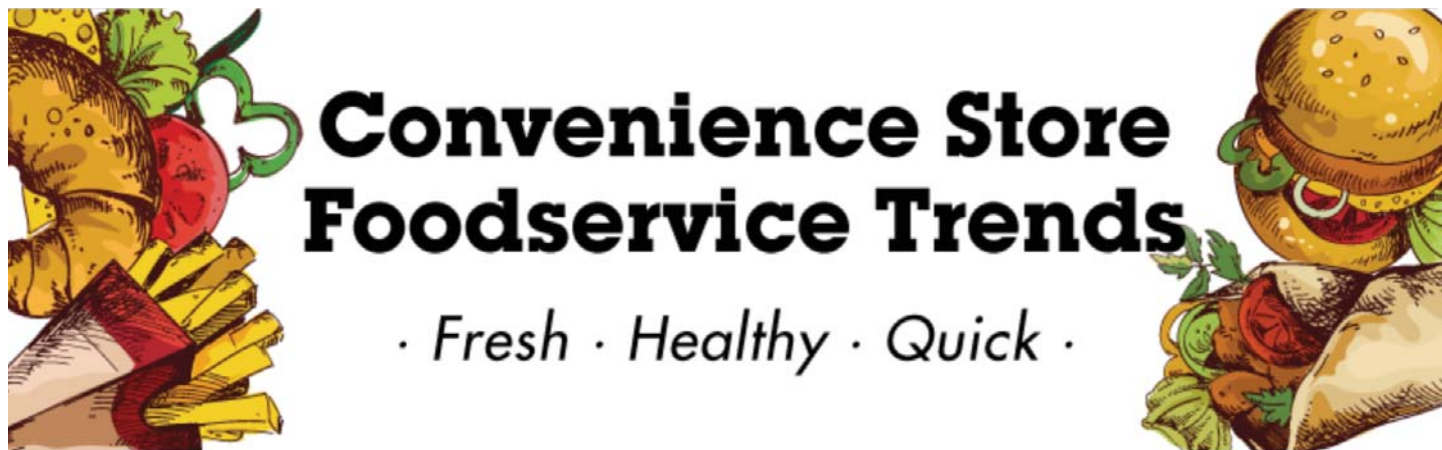 Convenience Store
Foodservice Trends
· Fresh · Healthy · Quick ·